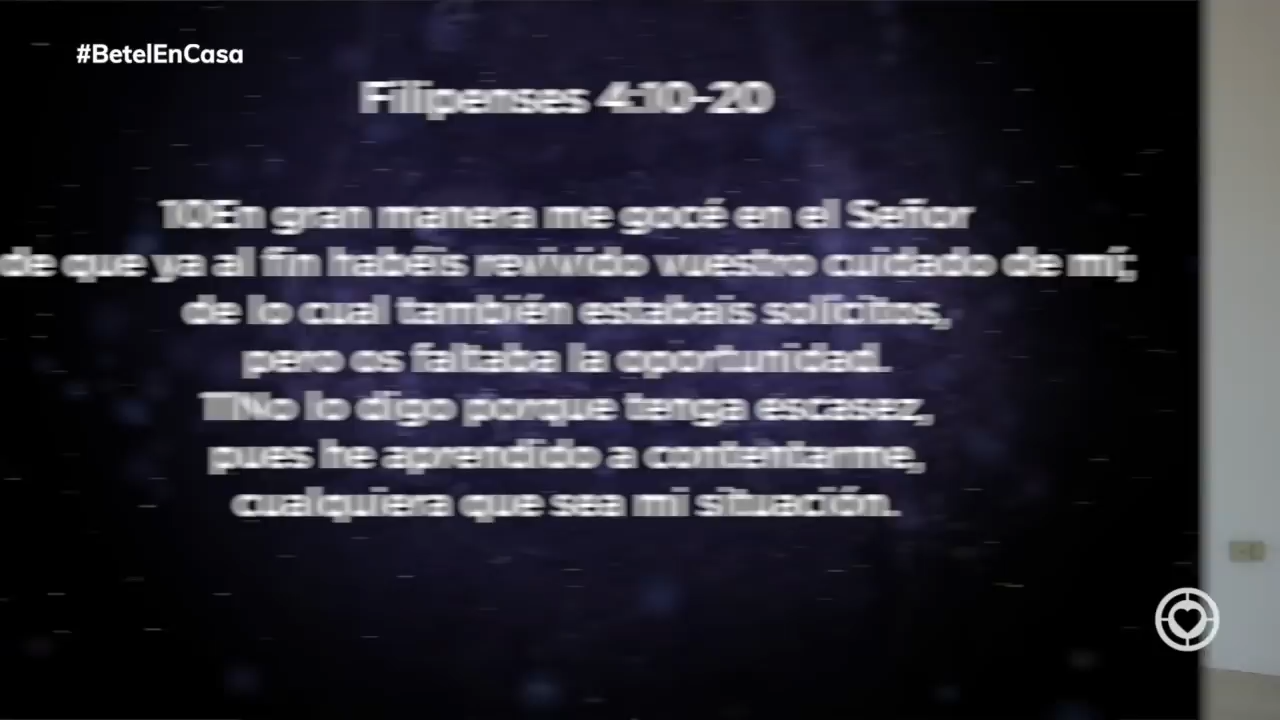 #BetelEnCasa
Filipenses 4:10-20
10En gran manera me gocé en el Señor
de que ya al fin habéis revivido vuestro cuidado de mí;
de lo cual también estabais solícitos,
pero os faltaba la oportunidad.
11No lo digo porque tenga escasez,
pues he aprendido a contentarme,
cualquiera que sea mi situación.